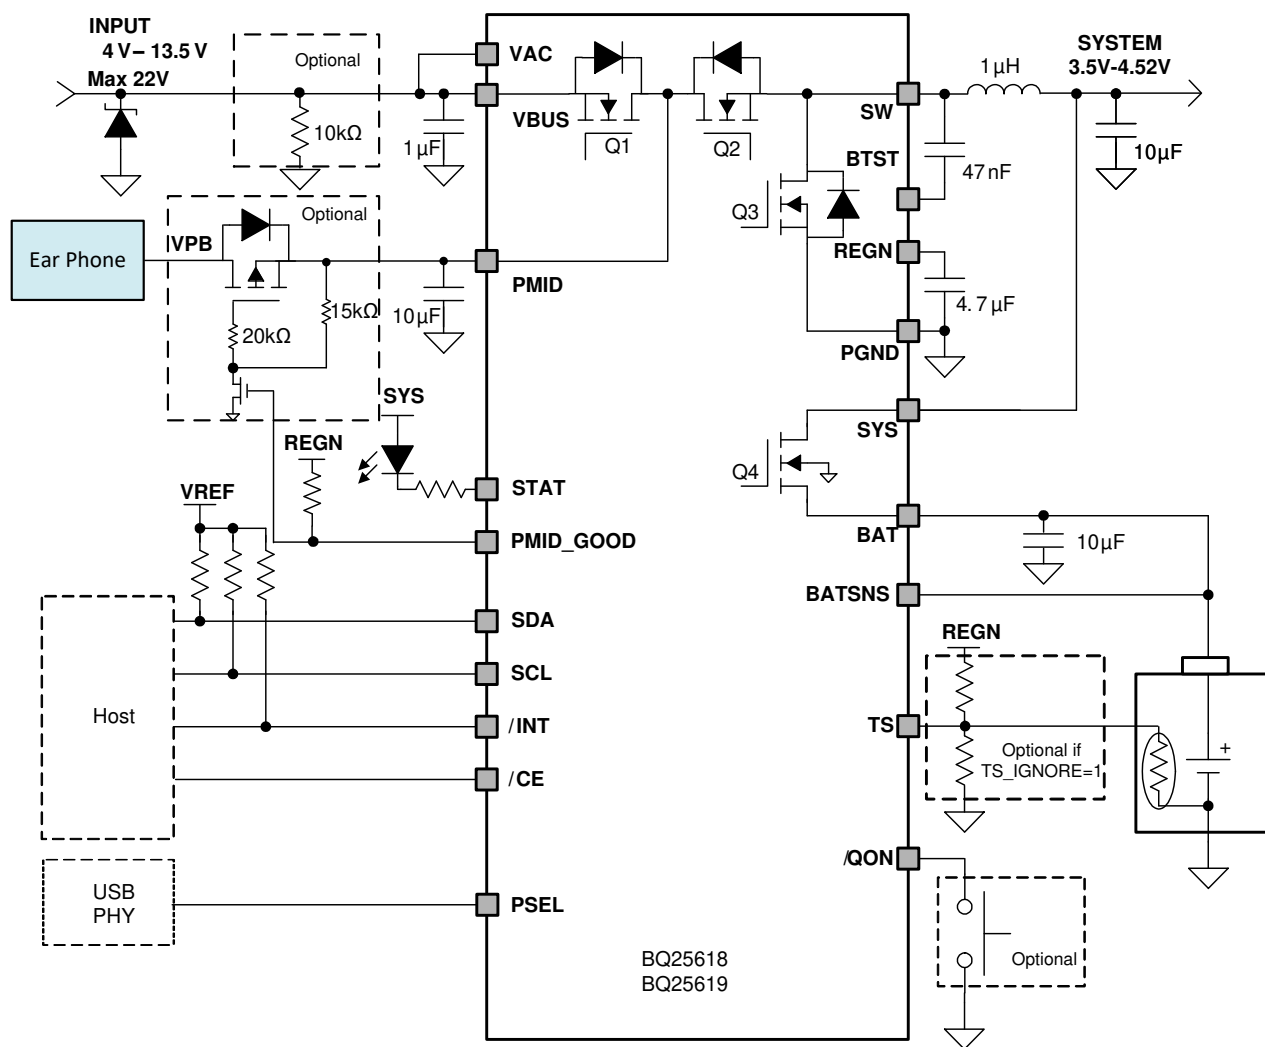 INPUT
4 V– 13.5 V
Max 22V
Optional
10kΩ
1 µF
VAC
VBUS
Q1
Q2
SW
1 µH
SYSTEM
3.5V-4.52V
10µF
BTST
47 nF
Q3
REGN
4. 7 µF
PGND
Ear Phone
VPB
Optional
15kΩ
20kΩ
10 µF
PMID
SYS
SYS
Q4
REGN
STAT
VREF
PMID_GOOD
BAT
10µF
BATSNS
Host
SDA
SCL
/INT
/CE
REGN
TS
Optional if
TS_IGNORE=1
+
/QON
Optional
USB
PHY
PSEL
BQ25618
BQ25619